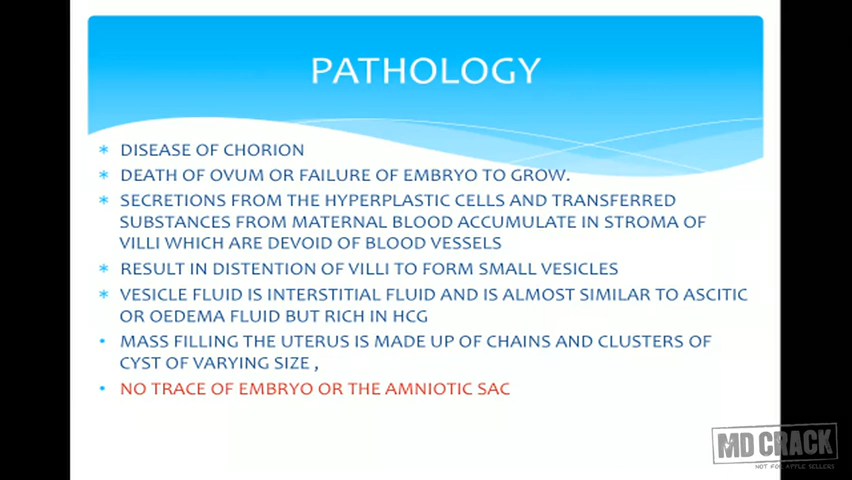 PATHOLOGY
* DISEASE OF CHORION
* DEATH OF OVUM OR FAILURE OF EMBRYO TO GROW.
* SECRETIONS FROM THE HYPERPLASTIC CELLS AND TRANSFERRED
SUBSTANCES FROM MATERNAL BLOOD ACCUMULATE IN STROMA OF
VILLI WHICH ARE DEVOID OF BLOOD VESSELS
* RESULT IN DISTENTION OF VILLI TO FORM SMALL VESICLES
* VESICLE FLUID IS INTERSTITIAL FLUID AND IS ALMOST SIMILAR TO ASCITIC
OR OEDEMA FLUID BUT RICH IN HCG
• MASS FILLING THE UTERUS IS MADE UP OF CHAINS AND CLUSTERS OF
CYST OF VARYING SIZE ,
• NO TRACE OF EMBRYO OR THE AMNIOTIC SAC
MD CRACK
NOT FOR APPLE SELLERS